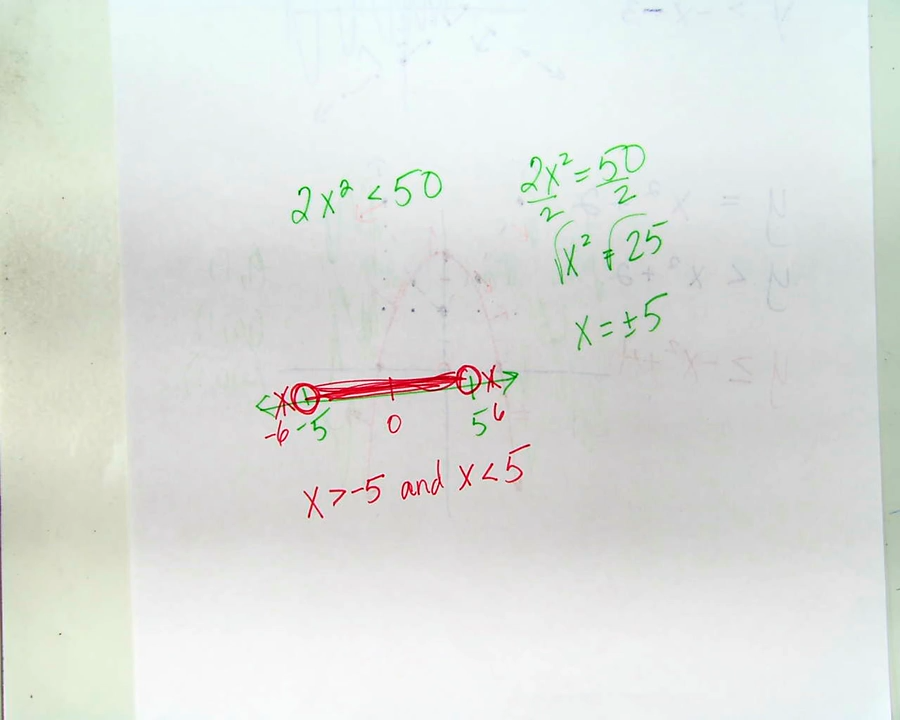 2x² < 50
2x² = 50
2 2
√x² = √25
x = ±5
X X
-6 -5 0 5 6
x > -5 and x < 5